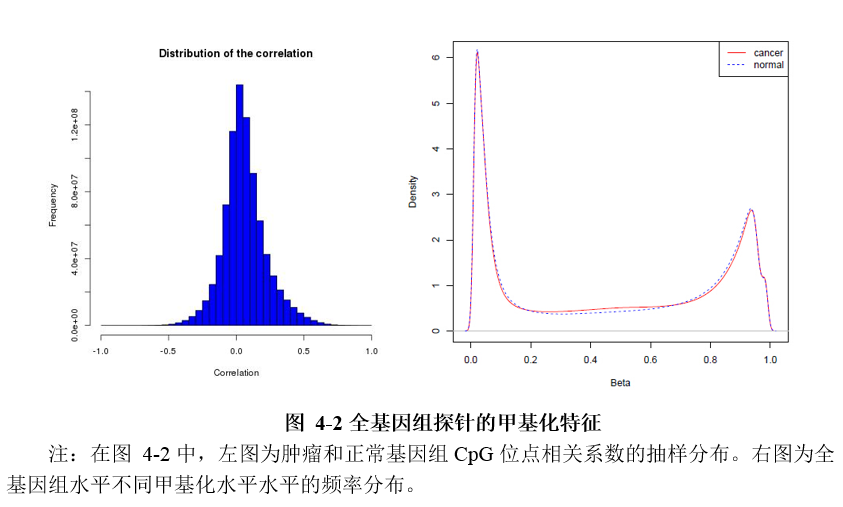 Distribution of the correlation
Frequency
0.0e+00 4.0e+07 8.0e+07 1.2e+08
-1.0 -0.5 0.0 0.5 1.0
Correlation
cancer
normal
Density
0 1 2 3 4 5 6
0.0 0.2 0.4 0.6 0.8 1.0
Beta
图 4-2 全基因组探针的甲基化特征
注：在图 4-2 中，左图为肿瘤和正常基因组 CpG 位点相关系数的抽样分布。右图为全
基因组水平不同甲基化水平水平的频率分布。